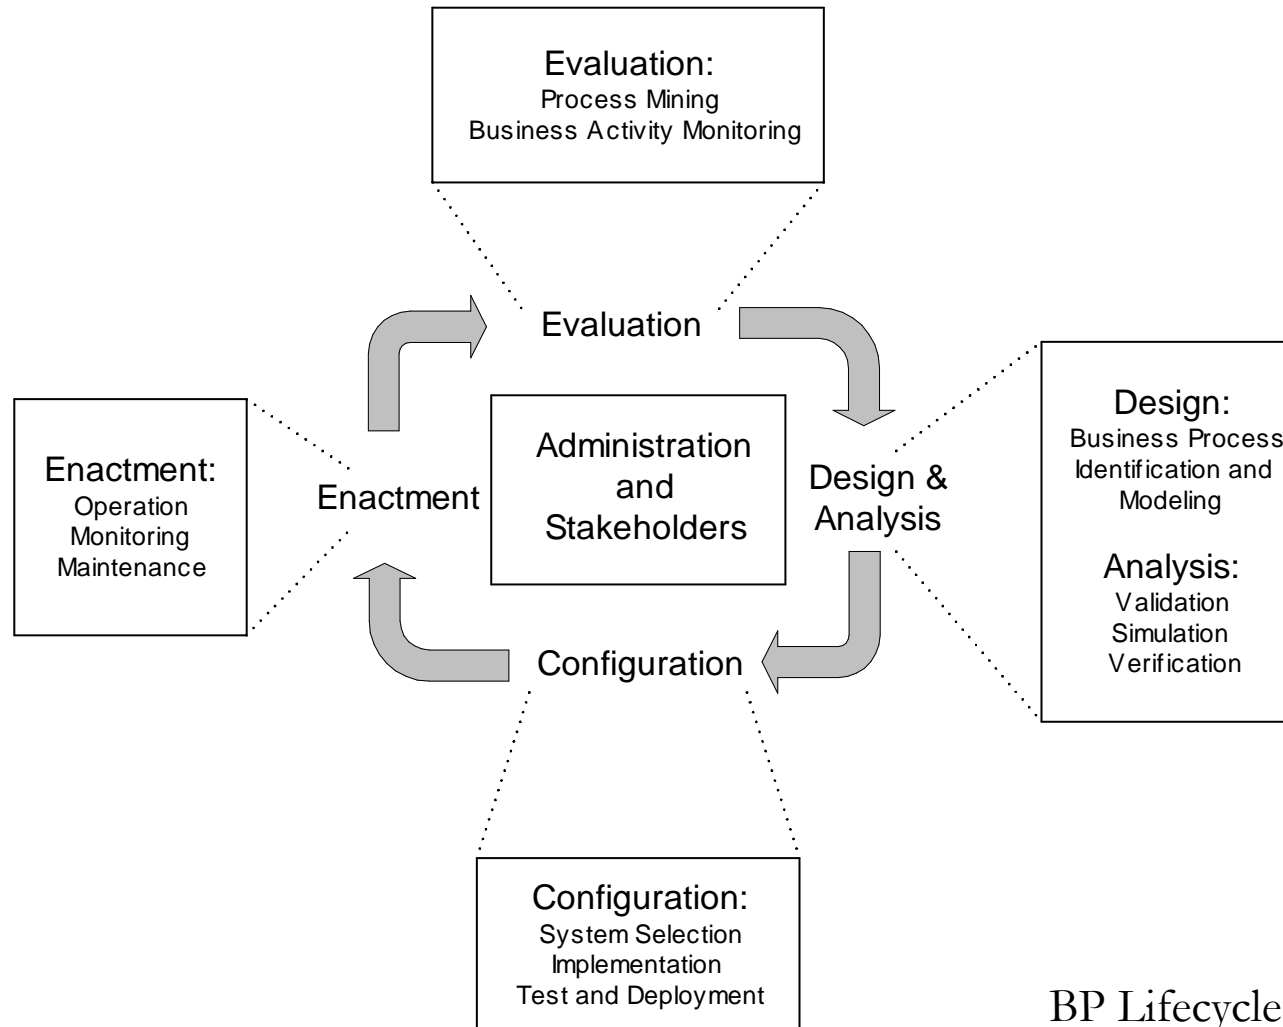 Evaluation:
Process Mining
Business Activity Monitoring
Evaluation
Enactment:
Operation
Monitoring
Maintenance
Enactment
Administration
and
Stakeholders
Design &
Analysis
Design:
Business Process
Identification and
Modeling
Analysis:
Validation
Simulation
Verification
Configuration
Configuration:
System Selection
Implementation
Test and Deployment
BP Lifecycle